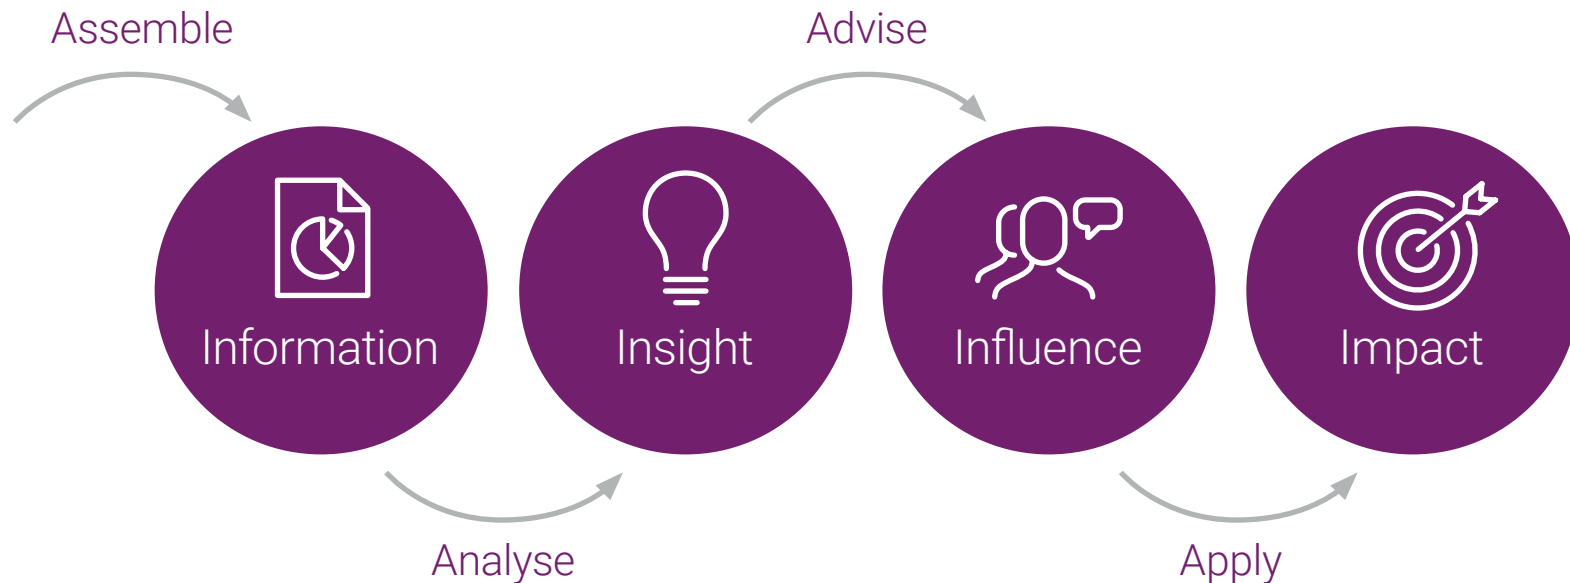 Assemble
Advise
Information
Insight
Influence
Impact
Analyse
Apply